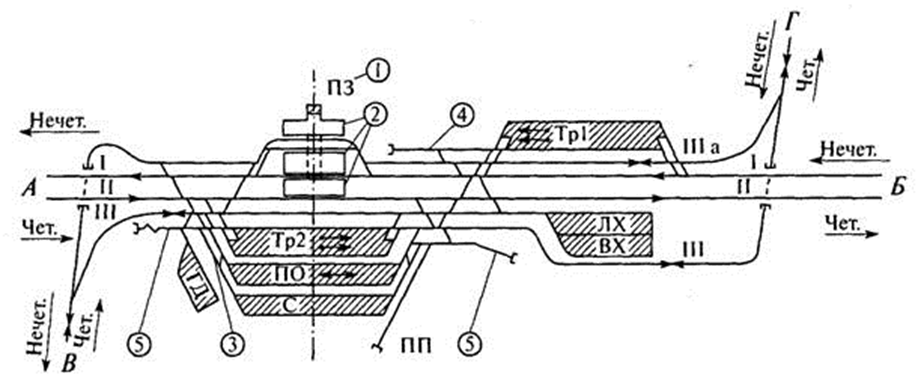 Г
ПЗ 1
Нечет.
Чет.
2
Нечет.
4
Тр1
III а
Нечет.
I
I
А
II
II
Б
III
Чет.
ЛХ
ВХ
Чет.
Тр2
III
ПО
ГД
С
Нечет.
Чет.
5
3
ПП
5
В